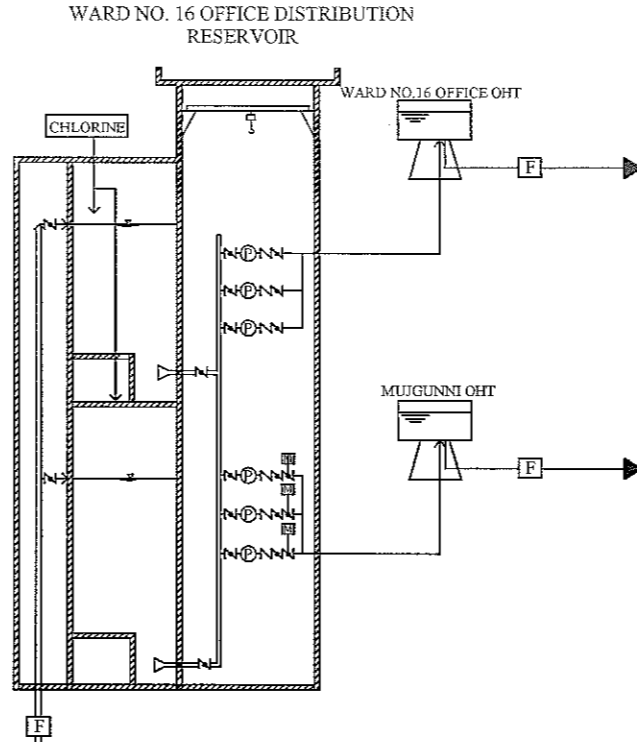 WARD NO. 16 OFFICE DISTRIBUTION
RESERVOIR
WARD NO.16 OFFICE OHT
CHLORINE
F
P
P
P
MUJGUNNI OHT
M
P
M
P
M
P
F
F